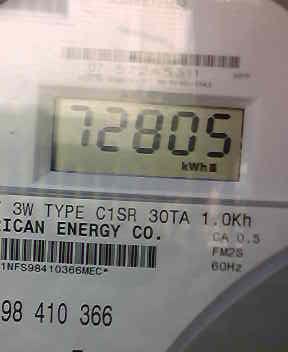 72805
kWh
3W TYPE C1SR 30TA 1.0Kh
RICAN ENERGY CO.
CA 0.5
FM2S
60Hz
1NFS98410366MEC*
98 410 366